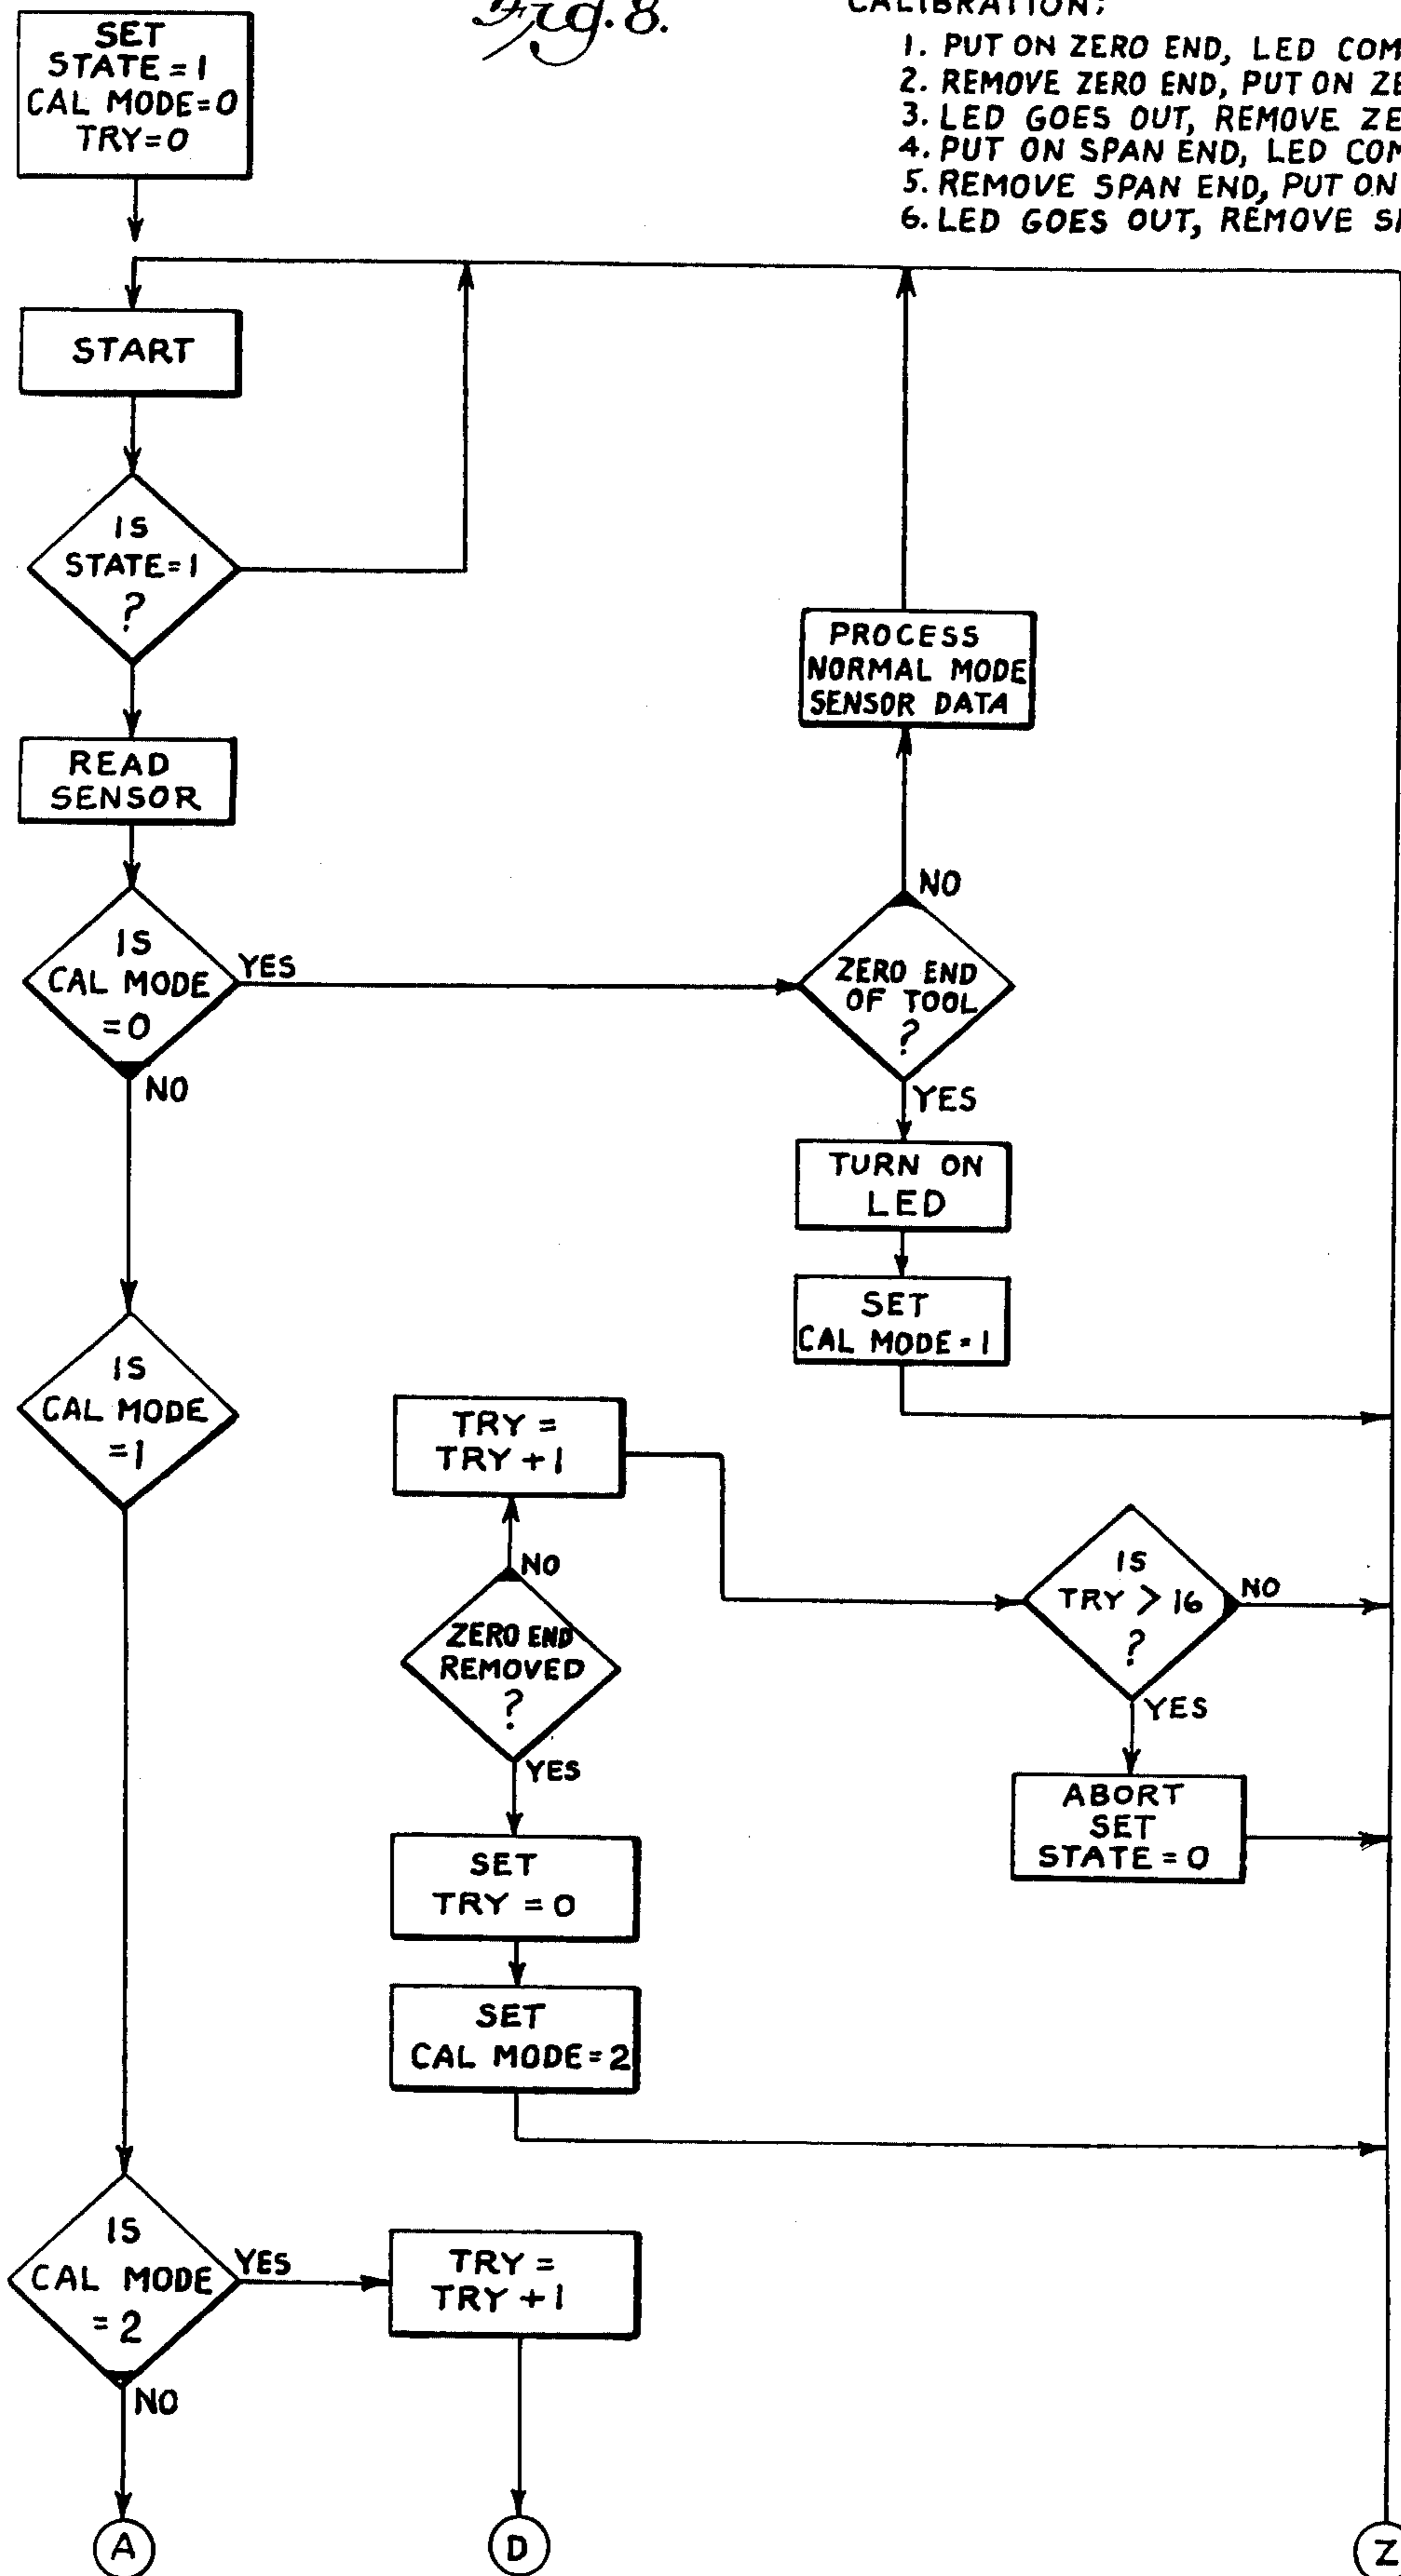 Fig. 8.
CALIBRATION:
1. PUT ON ZERO END, LED COM
2. REMOVE ZERO END, PUT ON ZE
3. LED GOES OUT, REMOVE ZE
4. PUT ON SPAN END, LED COM
5. REMOVE SPAN END, PUT ON
6. LED GOES OUT, REMOVE S
SET
STATE = 1
CAL MODE=0
TRY=0
START
IS
STATE=1
?
READ
SENSOR
IS
CAL MODE
=0
YES
NO
PROCESS
NORMAL MODE
SENSOR DATA
NO
ZERO END
OF TOOL
?
YES
TURN ON
LED
SET
CAL MODE=1
IS
CAL MODE
=1
TRY =
TRY +1
NO
ZERO END
REMOVED
?
YES
SET
TRY = 0
SET
CAL MODE=2
IS
TRY > 16
?
NO
YES
ABORT
SET
STATE = 0
IS
CAL MODE
=2
YES
NO
TRY =
TRY +1
A
D
Z